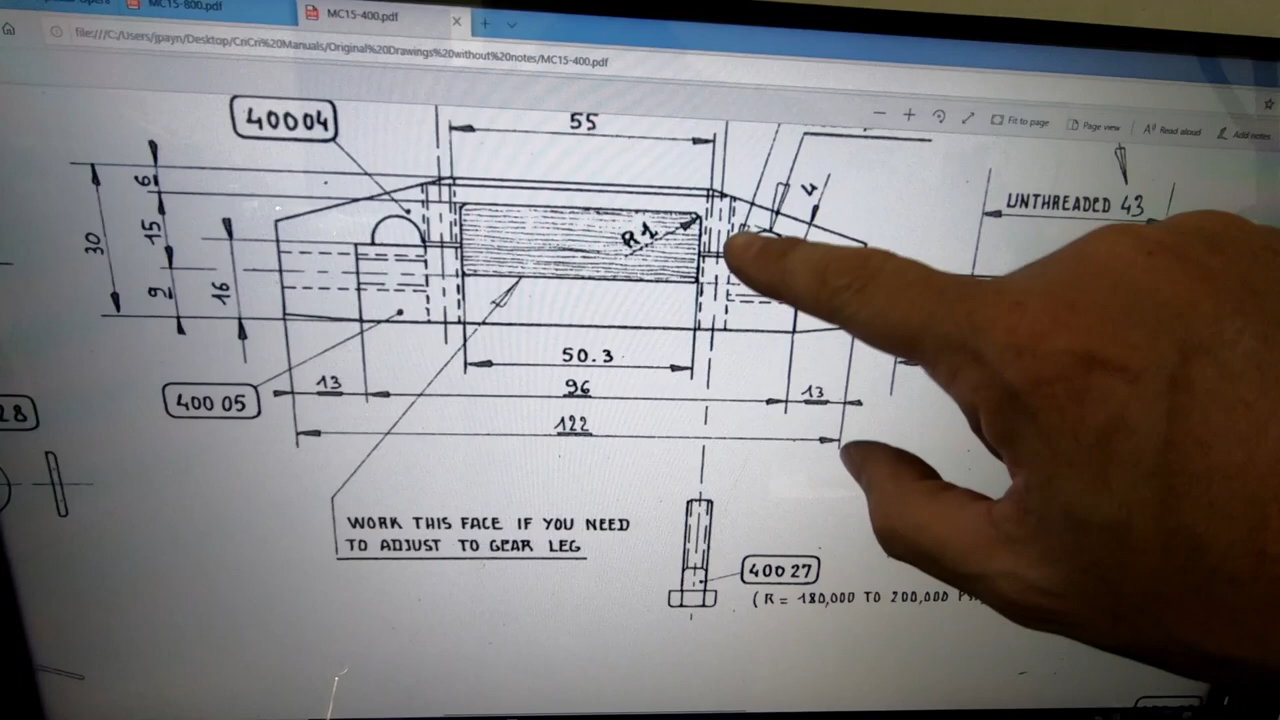 MC15-800.pdf
MC15-400.pdf
file:///C:/Users/jpayn/Desktop/CriCri%20Manuals/Original%20Drawings%20without%20notes/MC15-400.pdf
Fit to page
Page view
Read aloud
Add notes
40004
55
6
4
UNTHREADED 43
15
30
R1
9
16
50.3
13
96
13
400 05
28
122
WORK THIS FACE IF YOU NEED
TO ADJUST TO GEAR LEG
400 27
(R = 180,000 TO 200,000